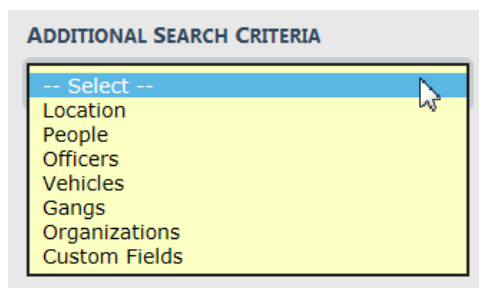 ADDITIONAL SEARCH CRITERIA
-- Select --
Location
People
Officers
Vehicles
Gangs
Organizations
Custom Fields